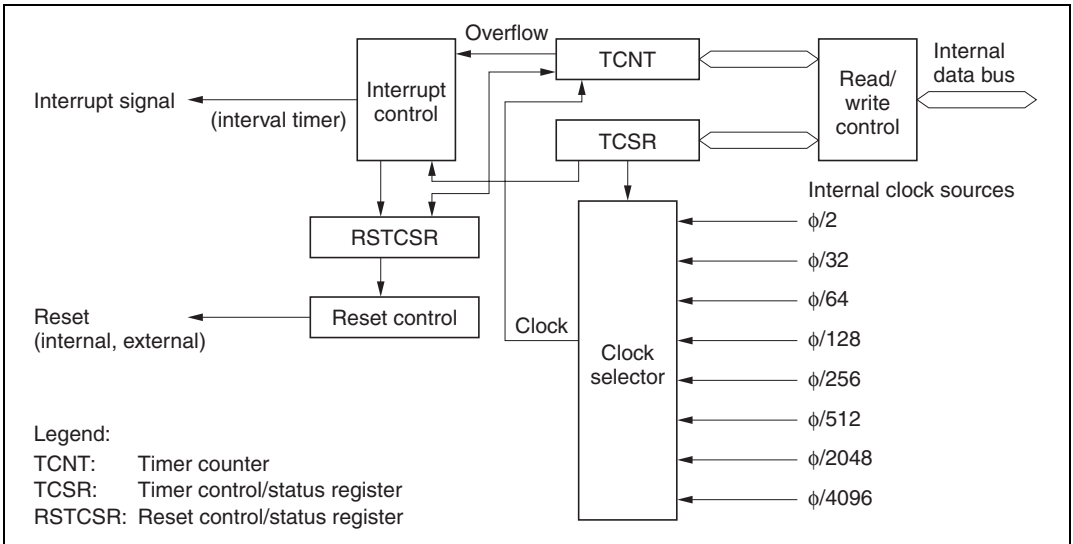 Overflow
TCNT
Interrupt
control
Read/
write
control
Internal
data bus
Interrupt signal
(interval timer)
TCSR
Internal clock sources
RSTCSR
Reset control
Reset
(internal, external)
Clock
Clock
selector
ϕ/2
ϕ/32
ϕ/64
ϕ/128
ϕ/256
ϕ/512
ϕ/2048
ϕ/4096
Legend:
TCNT: Timer counter
TCSR: Timer control/status register
RSTCSR: Reset control/status register